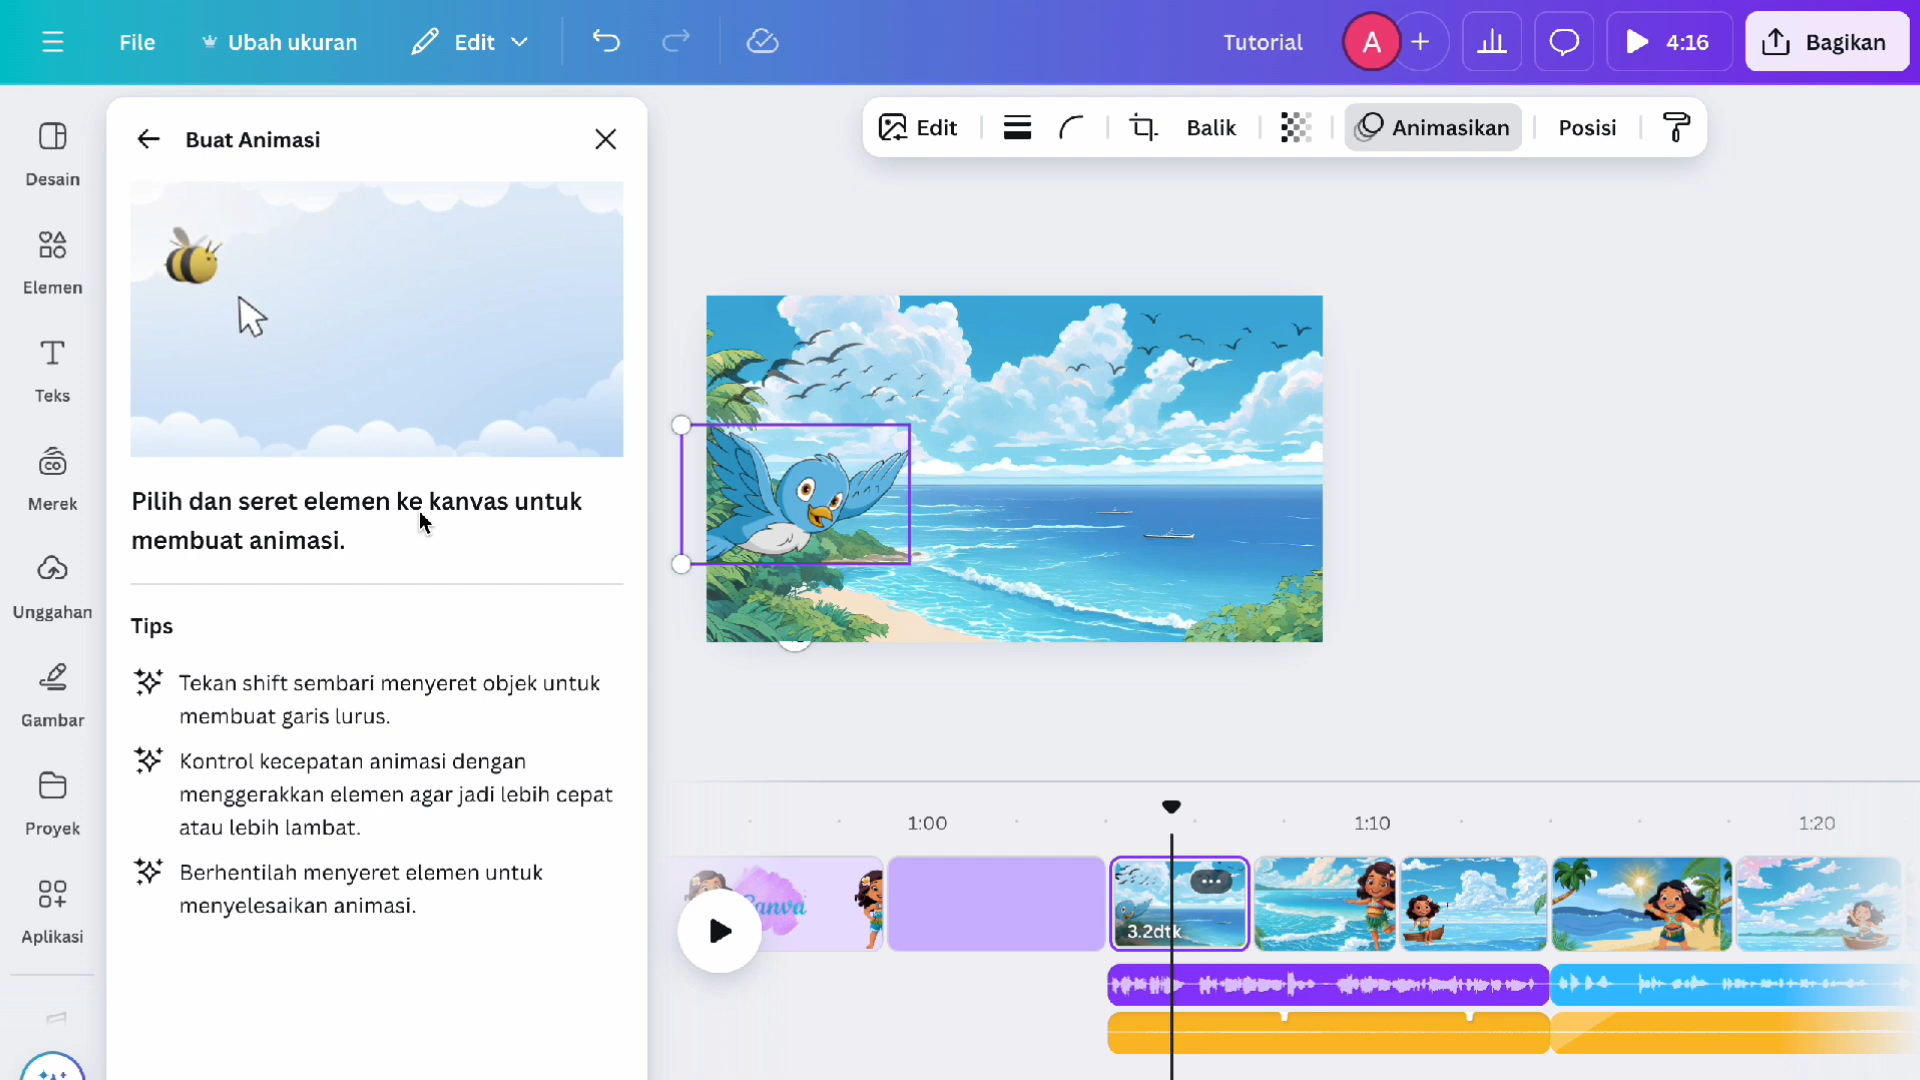 File
Ubah ukuran
Edit
Tutorial
A
4:16
Bagikan
Desain
Elemen
Teks
Merek
Unggahan
Gambar
Proyek
Aplikasi
Buat Animasi
Pilih dan seret elemen ke kanvas untuk
membuat animasi.
Tips
Tekan shift sembari menyeret objek untuk
membuat garis lurus.
Kontrol kecepatan animasi dengan
menggerakkan elemen agar jadi lebih cepat
atau lebih lambat.
Berhentilah menyeret elemen untuk
menyelesaikan animasi.
Edit
Balik
Animasikan
Posisi
1:00
1:10
1:20
3.2dtk